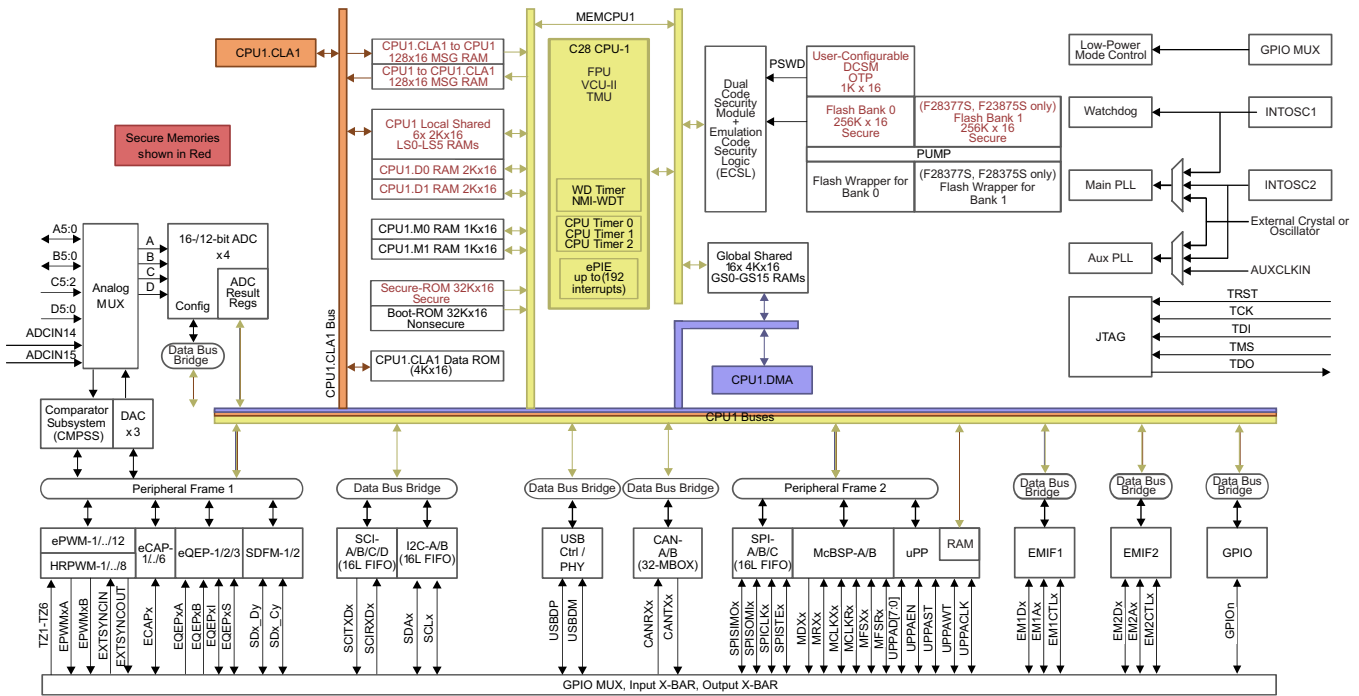 MEMCPU1
CPU1.CLA1
CPU1.CLA1 to CPU1
128x16 MSG RAM
CPU1 to CPU1.CLA1
128x16 MSG RAM
CPU1 Local Shared
6x 2Kx16
LS0-LS5 RAMs
CPU1.D0 RAM 2Kx16
CPU1.D1 RAM 2Kx16
CPU1.M0 RAM 1Kx16
CPU1.M1 RAM 1Kx16
Secure-ROM 32Kx16
Secure
Boot-ROM 32Kx16
Nonsecure
CPU1.CLA1 Data ROM
(4Kx16)
CPU1.CLA1 Bus
C28 CPU-1
FPU
VCU-II
TMU
WD Timer
NMI-WDT
CPU Timer 0
CPU Timer 1
CPU Timer 2
ePIE
up to(192
interrupts)
Dual
Code
Security
Module
+
Emulation
Code
Security
Logic
(ECSL)
PSWD
User-Configurable
DCSM
OTP
1K x 16
Flash Bank 0
256K x 16
Secure
(F28377S, F23875S only)
Flash Bank 1
256K x 16
Secure
PUMP
Flash Wrapper for
Bank 0
(F28377S, F28375S only)
Flash Wrapper for
Bank 1
Global Shared
16x 4Kx16
GS0-GS15 RAMs
CPU1.DMA
Low-Power
Mode Control
GPIO MUX
Watchdog
INTOSC1
Main PLL
INTOSC2
External Crystal or
Oscillator
Aux PLL
AUXCLKIN
JTAG
TRST
TCK
TDI
TMS
TDO
Secure Memories
shown in Red
A5:0
B5:0
C5:2
D5:0
ADCIN14
ADCIN15
Analog
MUX
A
B
C
D
16-/12-bit ADC
x4
Config
ADC
Result
Regs
Data Bus
Bridge
Comparator
Subsystem
(CMPSS)
DAC
x3
CPU1 Buses
Peripheral Frame 1
Data Bus Bridge
Data Bus Bridge
Data Bus Bridge
Peripheral Frame 2
Data Bus
Bridge
Data Bus
Bridge
Data Bus
Bridge
ePWM-1/../12
HRPWM-1/../8
eCAP-
1/../6
eQEP-1/2/3
SDFM-1/2
SCI-
A/B/C/D
(16L FIFO)
I2C-A/B
(16L FIFO)
USB
Ctrl /
PHY
CAN-
A/B
(32-MBOX)
SPI-
A/B/C
(16L FIFO)
McBSP-A/B
uPP
RAM
EMIF1
EMIF2
GPIO
TZ1-TZ6
EPWMxA
EPWMxB
EXTSYNCIN
EXTSYNCOUT
ECAPx
EQEPxA
EQEPxB
EQEPxI
EQEPxS
SDx_Dy
SDx_Cy
SCITXDx
SCIRXDx
SDAx
SCLx
USBDP
USBDM
CANRXx
CANTXx
SPISIMOx
SPISOMIx
SPICLKx
SPISTEx
MDXx
MRXx
MCLKXx
MCLKRx
MFSXx
MFSRx
UPPAD[7:0]
UPPAEN
UPPAST
UPPAWT
UPPACLK
EM1Dx
EM1Ax
EM1CTLx
EM2Dx
EM2Ax
EM2CTLx
GPIOn
GPIO MUX, Input X-BAR, Output X-BAR